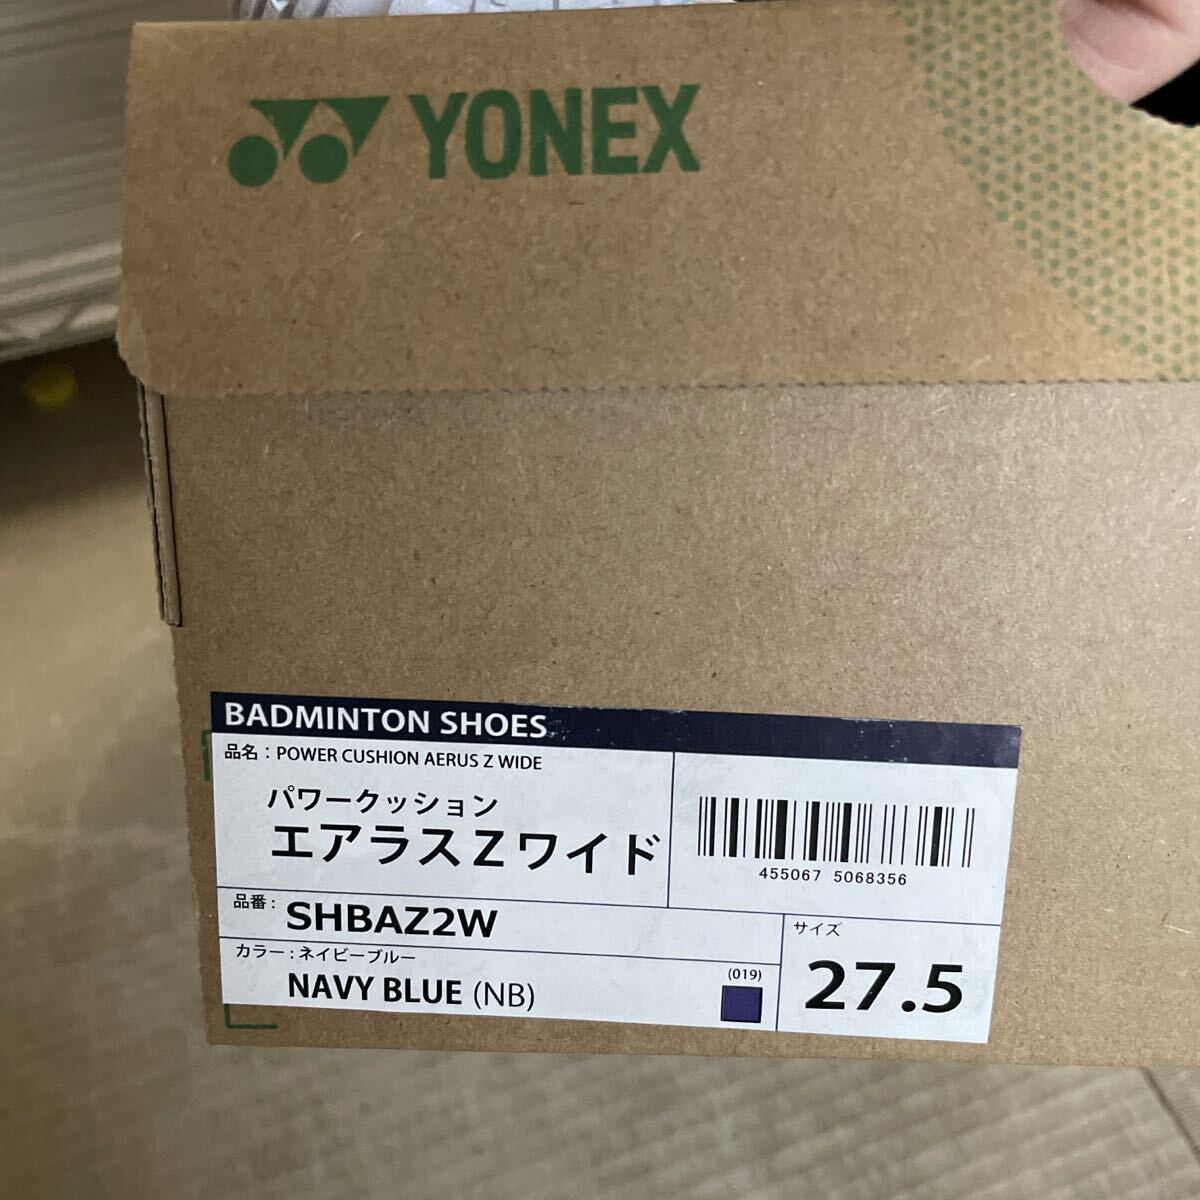 YONEX
BADMINTON SHOES
品名：POWER CUSHION AERUS Z WIDE
パワークッション
エアラスZワイド
455067 5068356
品番：SHBAZ2W
カラー：ネイビーブルー
NAVY BLUE (NB)
(019)
サイズ
27.5